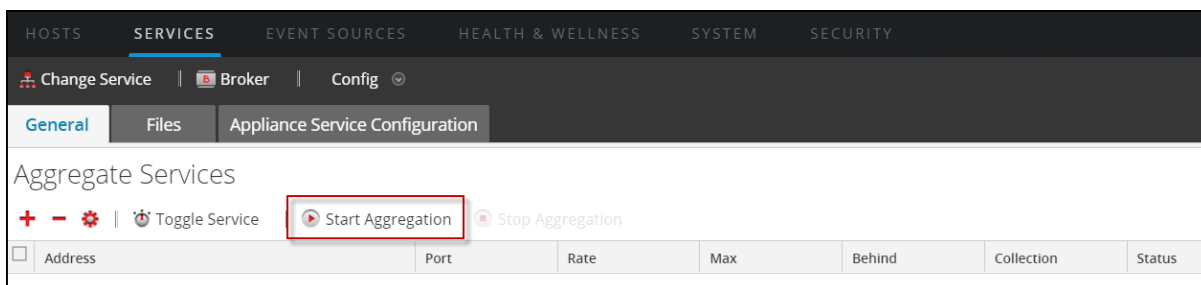 HOSTS SERVICES EVENT SOURCES HEALTH & WELLNESS SYSTEM SECURITY
Change Service B Broker Config
General Files Appliance Service Configuration
Aggregate Services
Toggle Service Start Aggregation Stop Aggregation
Address Port Rate Max Behind Collection Status